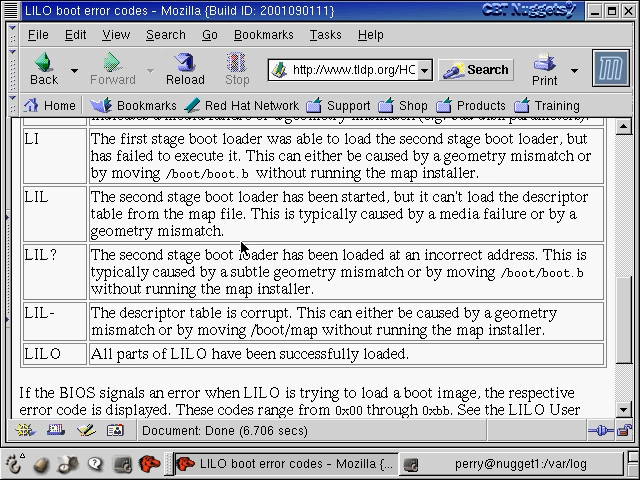 LILO boot error codes - Mozilla {Build ID: 2001090111}
CBT Nuggets
File Edit View Search Go Bookmarks Tasks Help
Back Forward Reload Stop http://www.tldp.org/HC Search Print
Home Bookmarks Red Hat Network Support Shop Products Training
LI The first stage boot loader was able to load the second stage boot loader, but
has failed to execute it. This can either be caused by a geometry mismatch or
by moving /boot/boot.b without running the map installer.
LIL The second stage boot loader has been started, but it can't load the descriptor
table from the map file. This is typically caused by a media failure or by a
geometry mismatch.
LIL? The second stage boot loader has been loaded at an incorrect address. This is
typically caused by a subtle geometry mismatch or by moving /boot/boot.b
without running the map installer.
LIL- The descriptor table is corrupt. This can either be caused by a geometry
mismatch or by moving /boot/map without running the map installer.
LILO All parts of LILO have been successfully loaded.
If the BIOS signals an error when LILO is trying to load a boot image, the respective
error code is displayed. These codes range from 0x00 through 0xbb. See the LILO User
Document: Done (6.706 secs)
LILO boot error codes - Mozilla {... perry@nugget1:/var/log